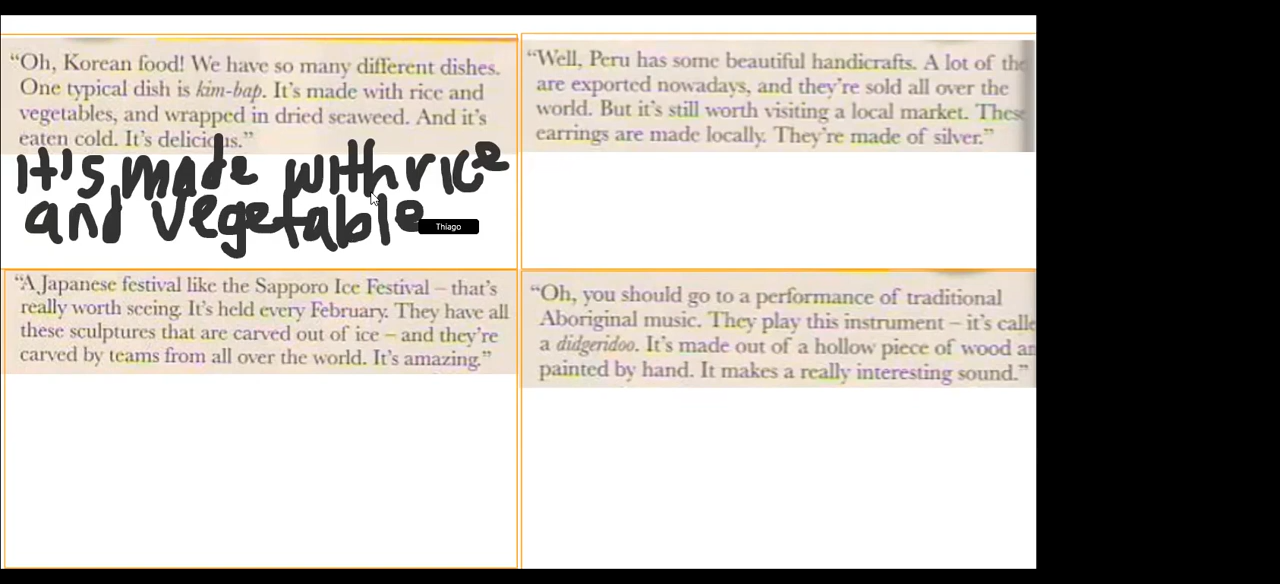 “Oh, Korean food! We have so many different dishes.
One typical dish is kim-bap. It’s made with rice and
vegetables, and wrapped in dried seaweed. And it’s
eaten cold. It’s delicious.”
It's made with rice
and vegetable
Thiago
“Well, Peru has some beautiful handicrafts. A lot of
are exported nowadays, and they’re sold all over the
world. But it’s still worth visiting a local market. These
earrings are made locally. They’re made of silver.”
“A Japanese festival like the Sapporo Ice Festival – that’s
really worth seeing. It’s held every February. They have all
these sculptures that are carved out of ice – and they’re
carved by teams from all over the world. It’s amazing.”
“Oh, you should go to a performance of traditional
Aboriginal music. They play this instrument – it’s
a didgeridoo. It’s made out of a hollow piece of wood
painted by hand. It makes a really interesting sound.”